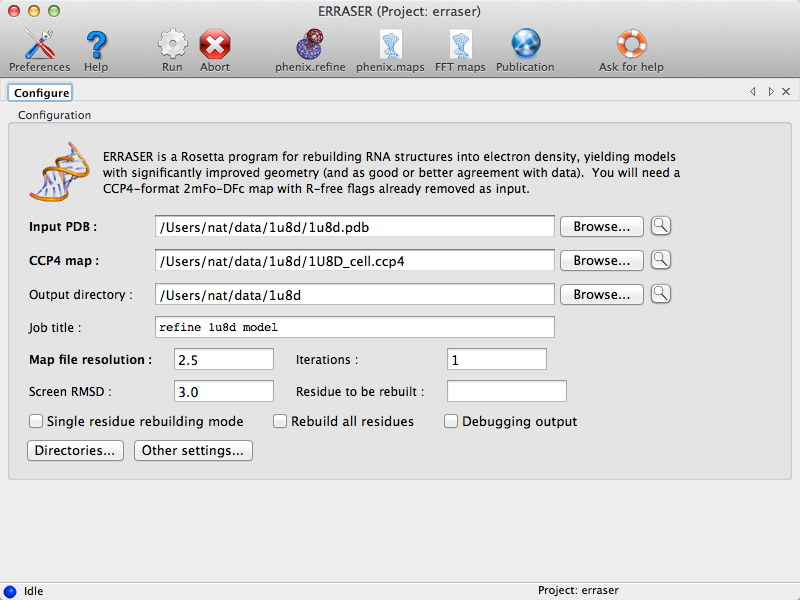 ERRASER (Project: erraser)
Preferences Help Run Abort phenix.refine phenix.maps FFT maps Publication Ask for help
Configure
Configuration
ERRASER is a Rosetta program for rebuilding RNA structures into electron density, yielding models
with significantly improved geometry (and as good or better agreement with data). You will need a
CCP4-format 2mFo-DFc map with R-free flags already removed as input.
Input PDB : /Users/nat/data/1u8d/1u8d.pdb Browse...
CCP4 map : /Users/nat/data/1u8d/1U8D_cell.ccp4 Browse...
Output directory : /Users/nat/data/1u8d Browse...
Job title : refine 1u8d model
Map file resolution : 2.5 Iterations : 1
Screen RMSD : 3.0 Residue to be rebuilt :
Single residue rebuilding mode Rebuild all residues Debugging output
Directories... Other settings...
Idle Project: erraser